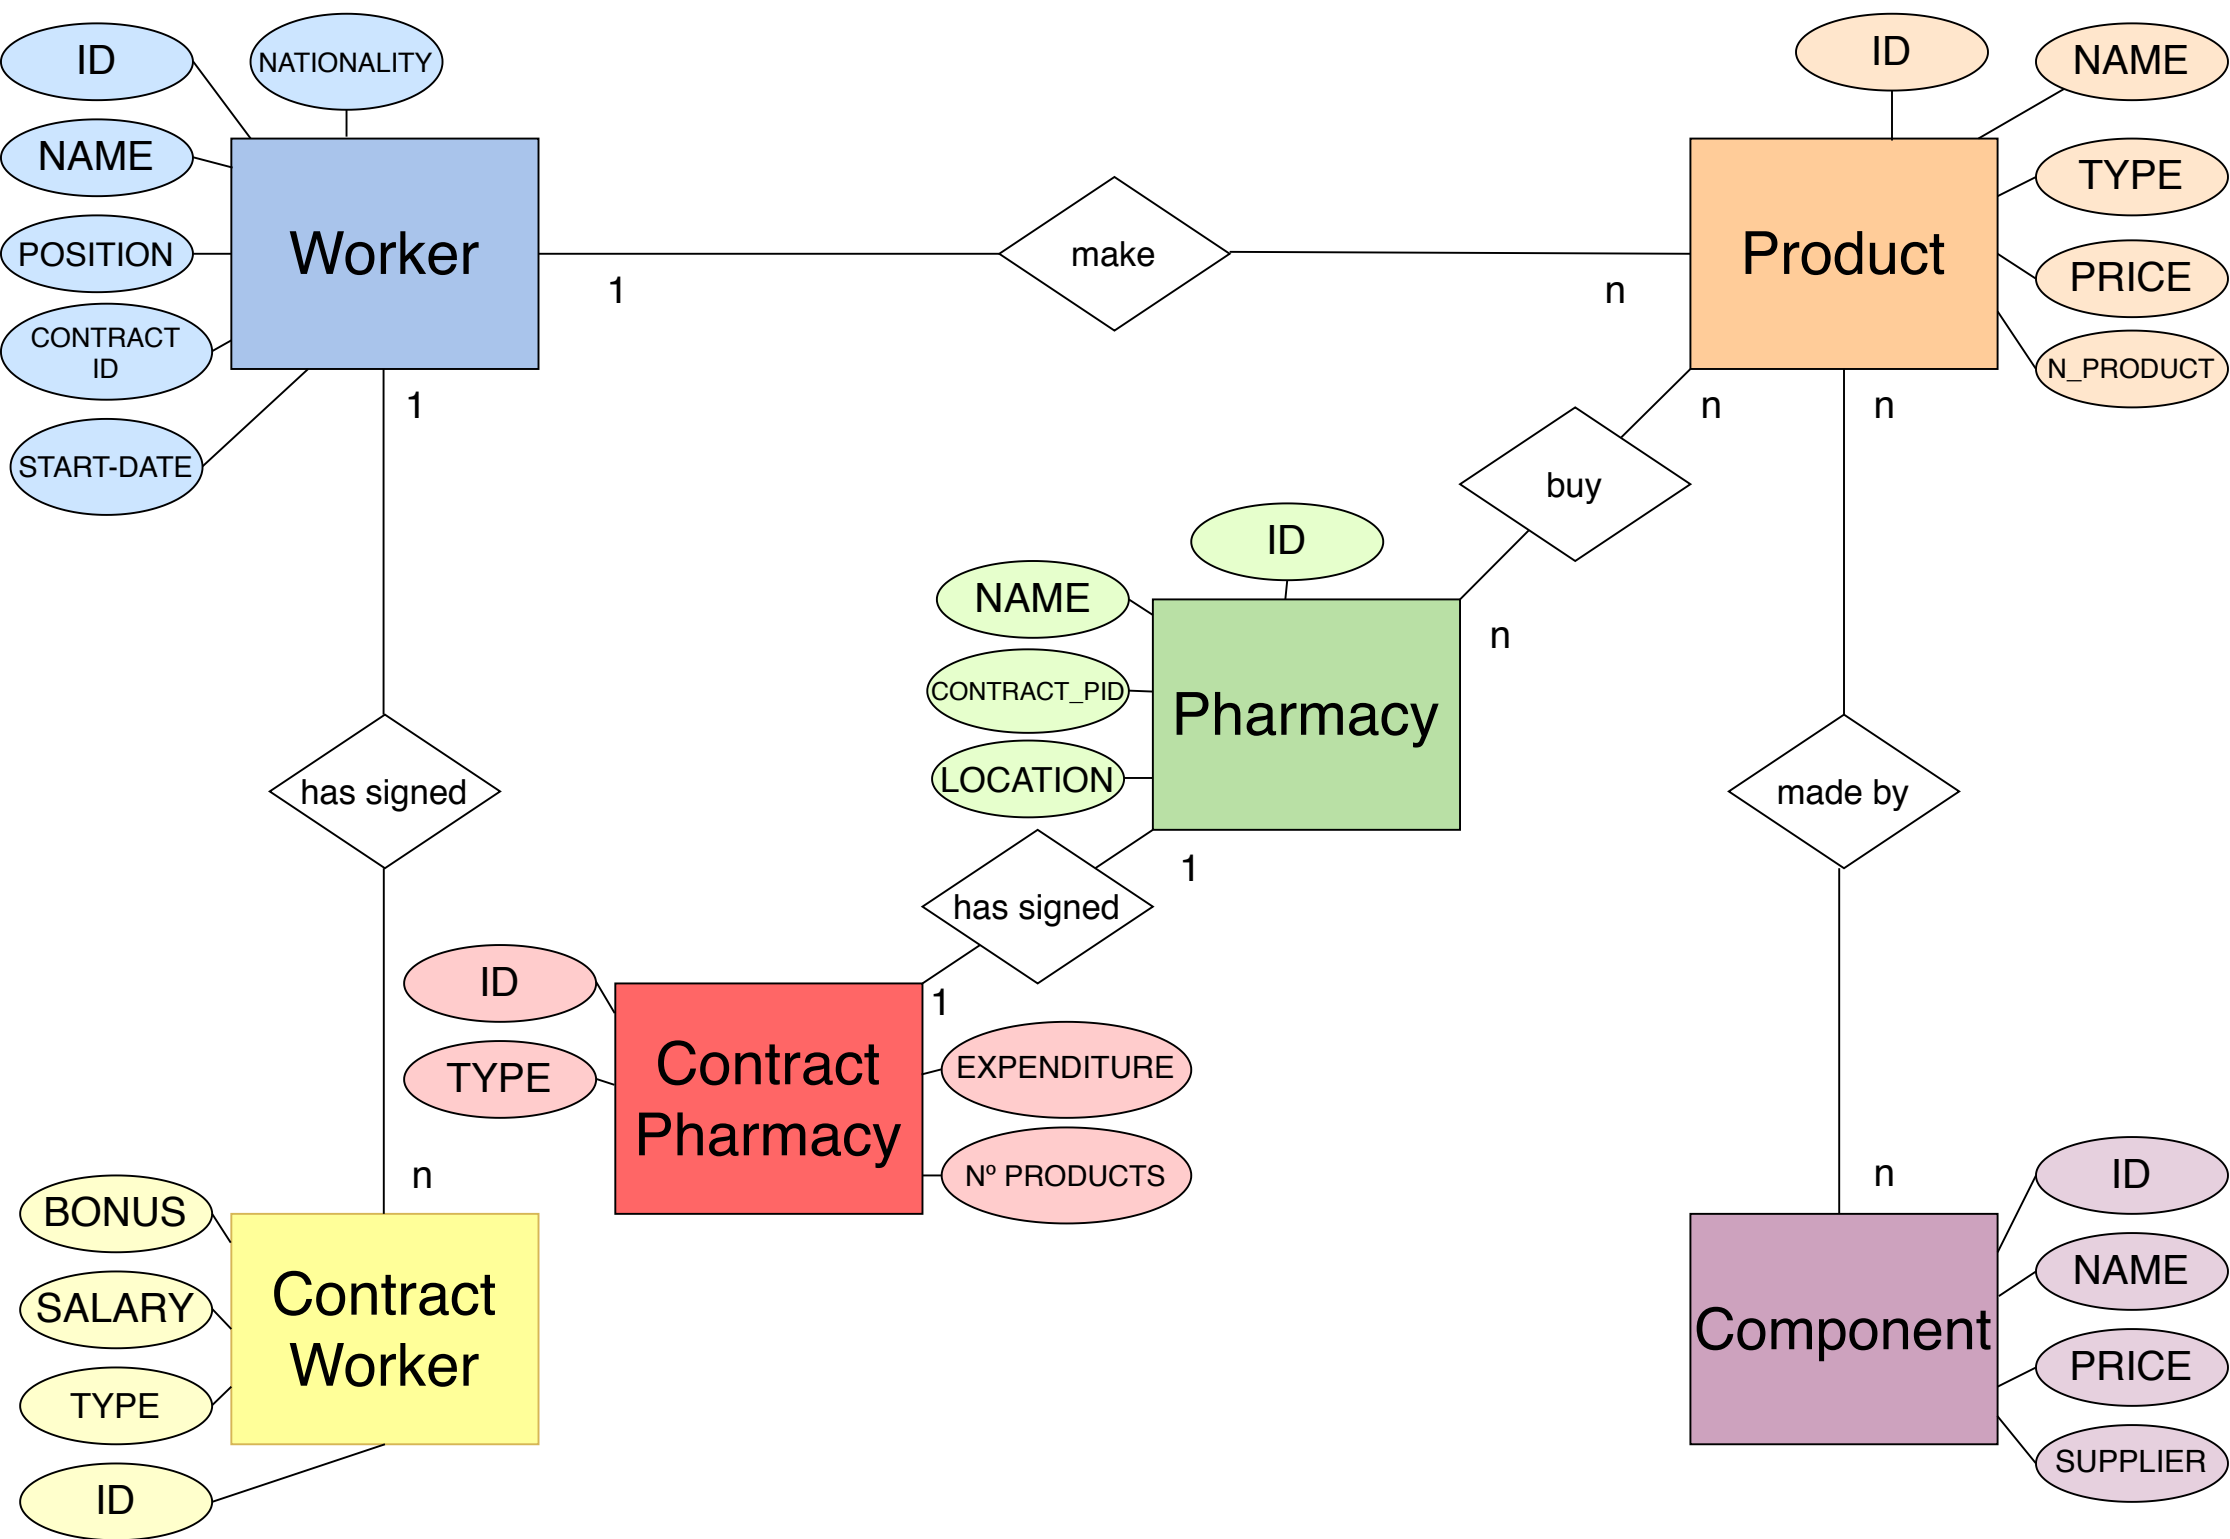 ID
NATIONALITY
NAME
POSITION
CONTRACT
ID
START-DATE
Worker
1
1
make
n
ID
NAME
TYPE
PRICE
N_PRODUCT
Product
n
n
buy
n
ID
NAME
CONTRACT_PID
LOCATION
Pharmacy
1
has signed
has signed
made by
1
ID
TYPE
Contract
Pharmacy
EXPENDITURE
Nº PRODUCTS
n
BONUS
SALARY
TYPE
ID
Contract
Worker
n
ID
NAME
PRICE
SUPPLIER
Component